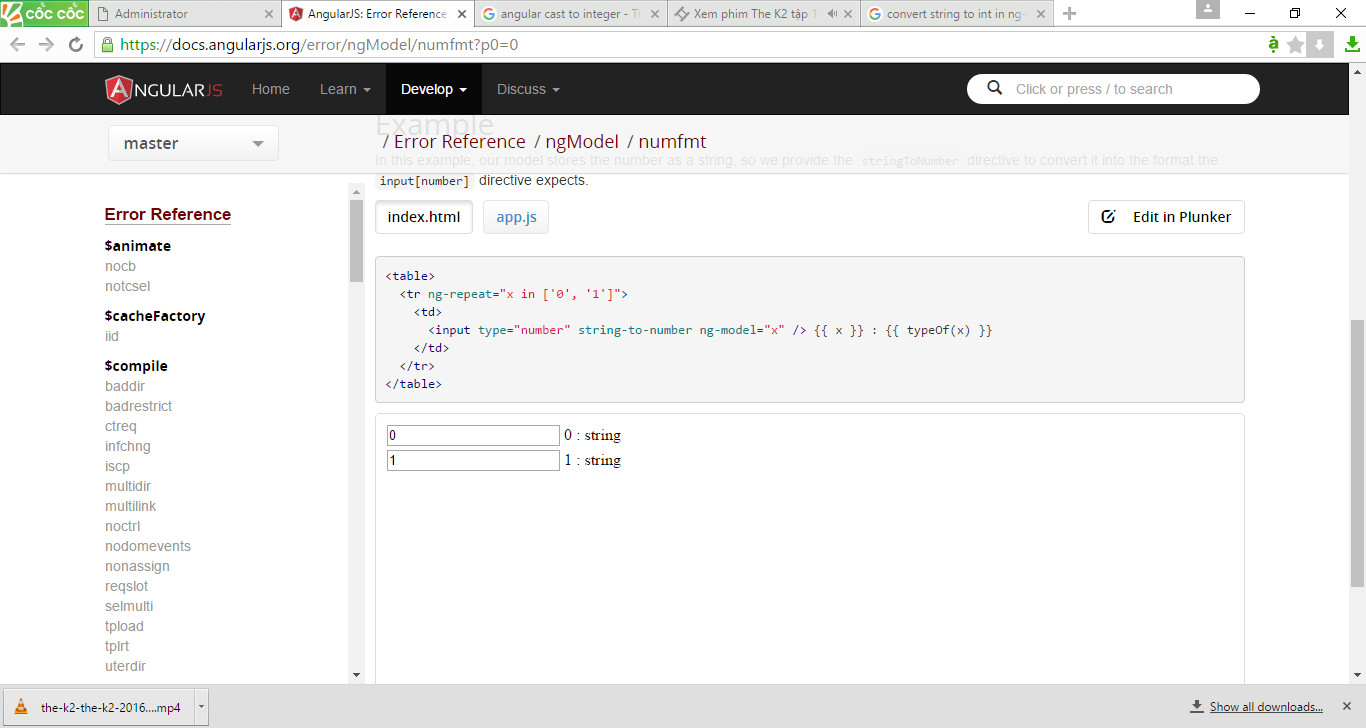 cốc cốc
Administrator
AngularJS: Error Reference:
angular cast to integer - Ti
Xem phim The K2 tập 1
convert string to int in ng-
https://docs.angularjs.org/error/ngModel/numfmt?p0=0
ANGULARJS
Home
Learn
Develop
Discuss
Click or press / to search
master
Example
/ Error Reference / ngModel / numfmt
In this example, our model stores the number as a string, so we provide the stringToNumber directive to convert it into the format the
input[number] directive expects.
index.html
app.js
Edit in Plunker
<table>
  <tr ng-repeat="x in ['0', '1']">
    <td>
      <input type="number" string-to-number ng-model="x" /> {{ x }} : {{ typeOf(x) }}
    </td>
  </tr>
</table>
0 0 : string
1 1 : string
Error Reference
$animate
nocb
notcsel
$cacheFactory
iid
$compile
baddir
badrestrict
ctreq
infchng
iscp
multidir
multilink
noctrl
nodomevents
nonassign
reqslot
selmulti
tpload
tplrt
uterdir
the-k2-the-k2-2016....mp4
Show all downloads...